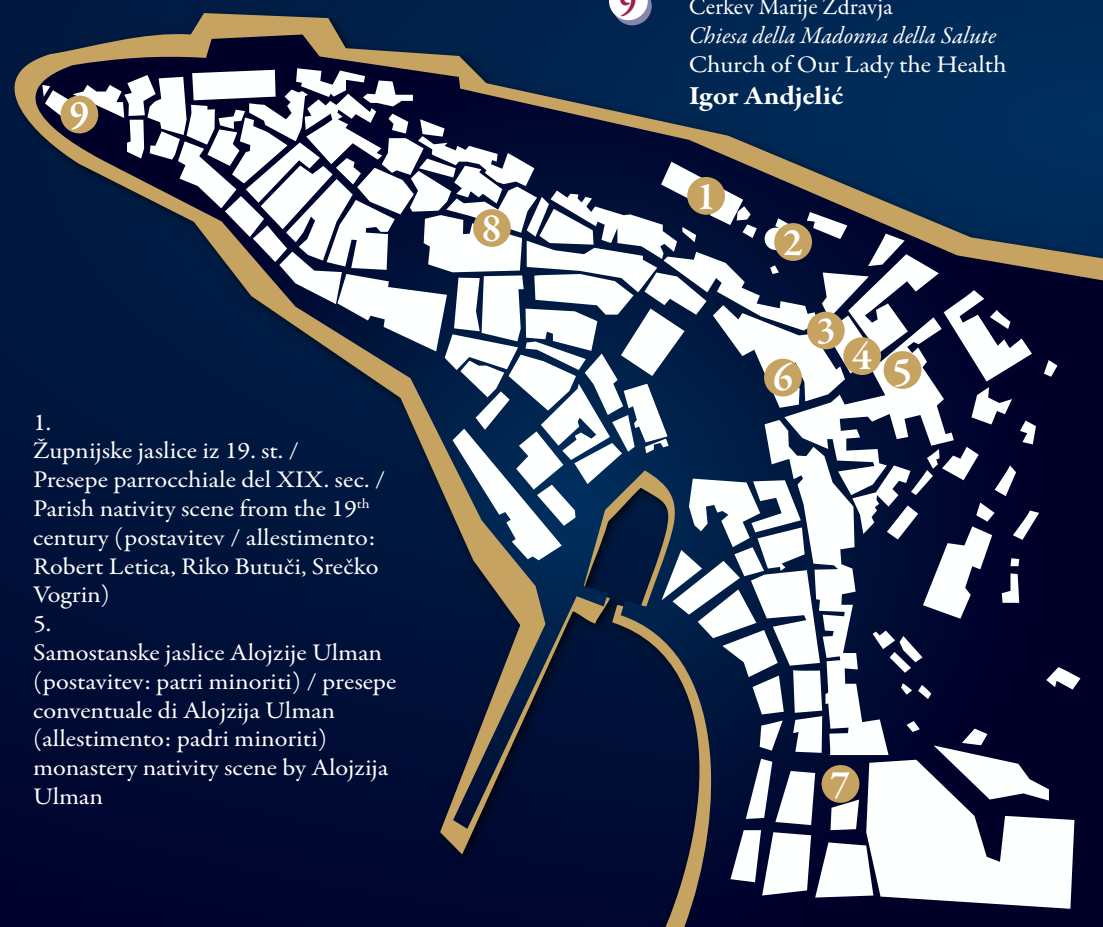 9
Cerkev Marije Zdravja
Chiesa della Madonna della Salute
Church of Our Lady the Health
Igor Andjelić
9
1
8
2
3
4
5
6
1.
Župnijske jaslice iz 19. st. /
Presepe parrocchiale del XIX. sec. /
Parish nativity scene from the 19th
century (postavitev / allestimento:
Robert Letica, Riko Butuči, Srečko
Vogrin)
5.
Samostanske jaslice Alojzije Ulman
(postavitev: patri minoriti) / presepe
conventuale di Alojzija Ulman
(allestimento: padri minoriti)
monastery nativity scene by Alojzija
Ulman
7